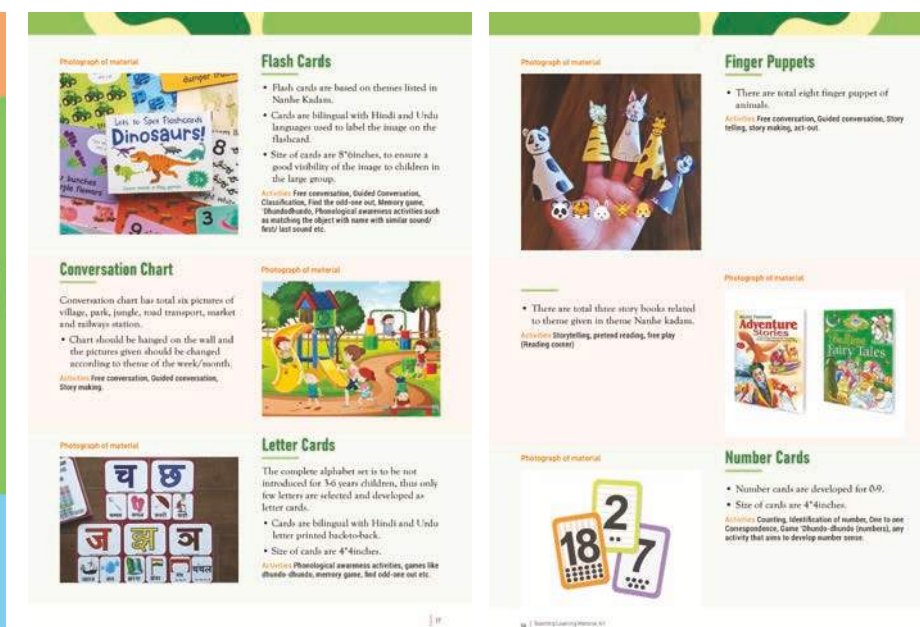 Photograph of material
Flash Cards
• Flash cards are based on themes listed in
Nanhe Kadam.
• Cards are bilingual with Hindi and Urdu
languages used to label the image on the
flashcard.
• Size of cards are 8*6inches, to ensure a
good visibility of the image to children in
the large group.
Activities Free conversation, Guided Conversation,
Classification, Find the odd-one out, Memory game,
'Dhundodhundo, Phonological awareness activities such
as matching the object with name with similar sound/
first/ last sound etc.
Lets to Spot Flashcards
Dinosaurs!
8
9
3
Conversation Chart
Conversation chart has total six pictures of
village, park, jungle, road transport, market
and railways station.
• Chart should be hanged on the wall and
the pictures given should be changed
according to theme of the week/month.
Activities Free conversation, Guided conversation,
Story making.
Photograph of material
Photograph of material
च छ
ज झ ञ
Letter Cards
The complete alphabet set is to be not
introduced for 3-6 years children, thus only
few letters are selected and developed as
letter cards.
• Cards are bilingual with Hindi and Urdu
letter printed back-to-back.
• Size of cards are 4*4inches.
Activities Phonological awareness activities, games like
dhundo-dhundo, memory game, find odd-one out etc.
Photograph of material
Finger Puppets
• There are total eight finger puppet of
animals.
Activities Free conversation, Guided conversation, Story
telling, story making, act-out.
• There are total three story books related
to theme given in theme Nanhe kadam.
Activities Storytelling, pretend reading, free play
(Reading corner)
Photograph of material
Adventure
Stories
Fairy Tales
Photograph of material
2
18
7
Number Cards
• Number cards are developed for 0-9.
• Size of cards are 4*4inches.
Activities Counting, Identification of number, One to one
Correspondence, Game 'Dhundo-dhundo (numbers), any
activity that aims to develop number sense.
Teaching Learning Material Kit